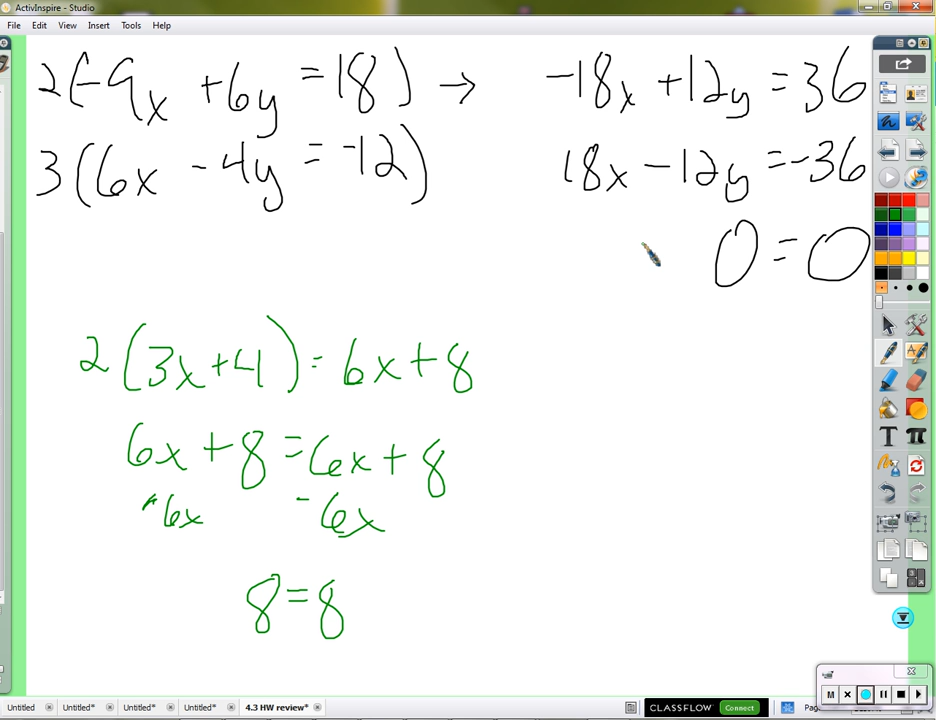 ActivInspire - Studio
File Edit View Insert Tools Help
2(-9x +6y =18) → -18x +12y =36
3(6x -4y = -12) 18x -12y =-36
0=0
2(3x+4)=6x+8
6x+8=6x+8
-6x -6x
8=8
T π
M
Untitled Untitled* Untitled* Untitled* 4.3 HW review* CLASSFLOW Connect